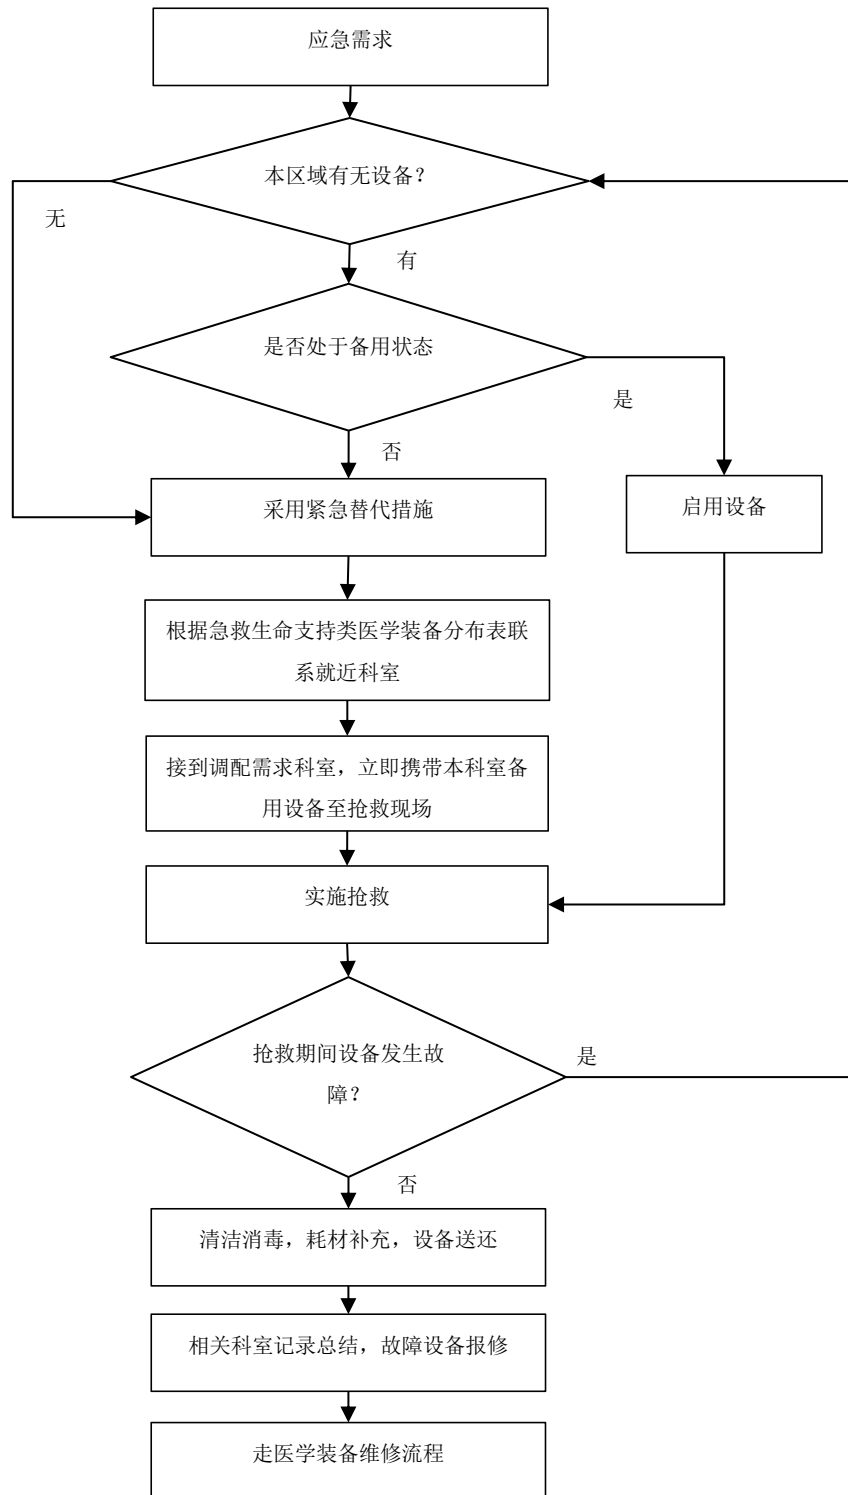 应急需求
本区域有无设备？
无
有
是否处于备用状态
是
否
采用紧急替代措施
启用设备
根据急救生命支持类医学装备分布表联
系就近科室
接到调配需求科室，立即携带本科室备
用设备至抢救现场
实施抢救
抢救期间设备发生故
障？
是
否
清洁消毒，耗材补充，设备送还
相关科室记录总结，故障设备报修
走医学装备维修流程